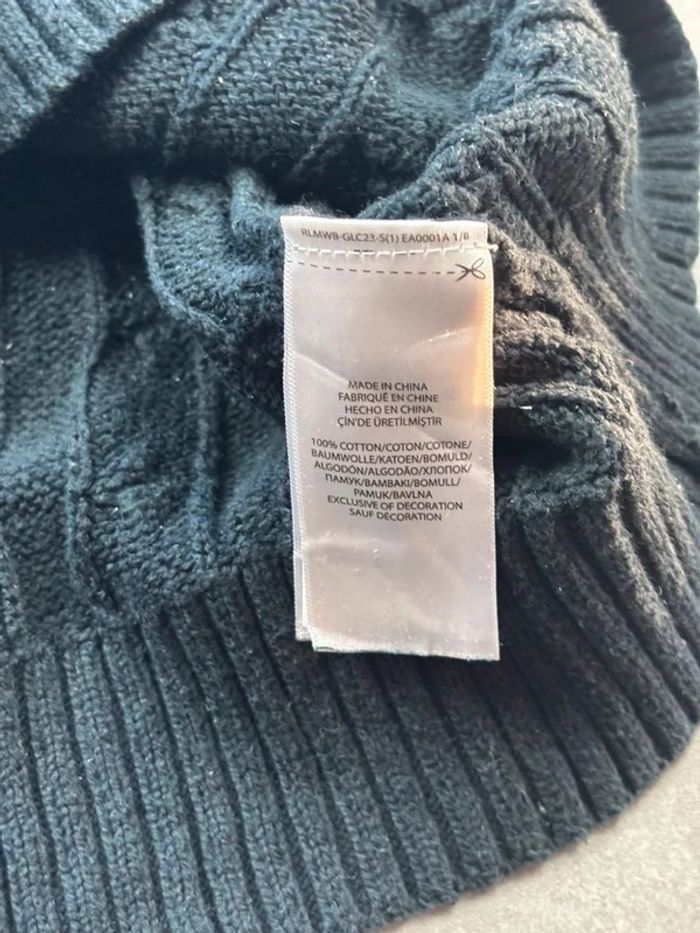 RLMWB-GLC23-S(1) EA0001A 1/8
MADE IN CHINA
FABRIQUÉ EN CHINE
HECHO EN CHINA
ÇİN'DE ÜRETİLMİŞTİR
100% COTTON/COTON/COTONE/
BAUMWOLLE/KATOEN/BOMULD/
ALGODÓN/ALGODÃO/ХЛОПОК/
ПАМУК/BAMBAKI/BOMULL/
PAMUK/BAVLNA
EXCLUSIVE OF DECORATION
SAUF DÉCORATION